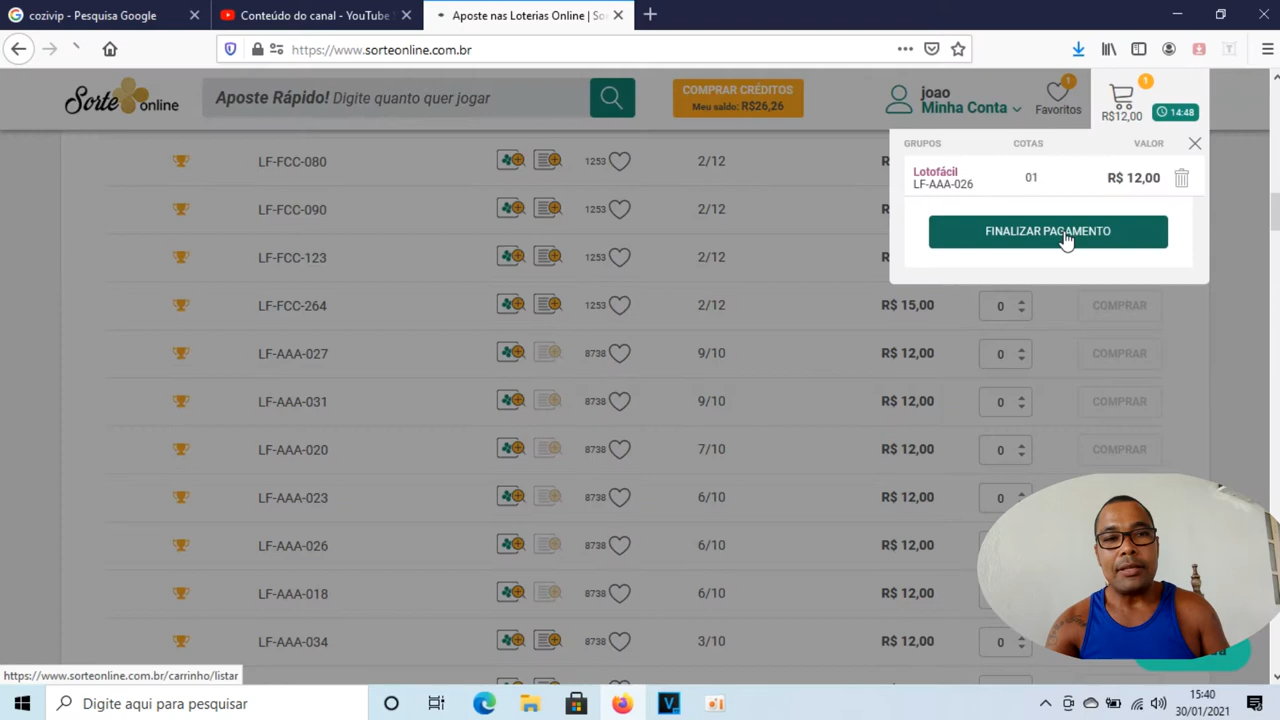 cozivip - Pesquisa Google
Conteúdo do canal - YouTube
Aposte nas Loterias Online | So
https://www.sorteonline.com.br
Sorte online
Aposte Rápido! Digite quanto quer jogar
COMPRAR CRÉDITOS
Meu saldo: R$26,26
joao
Minha Conta
1
Favoritos
1
R$12,00
14:48
GRUPOS COTAS VALOR
Lotofácil
LF-AAA-026 01 R$ 12,00
FINALIZAR PAGAMENTO
LF-FCC-080 1253 2/12
LF-FCC-090 1253 2/12
LF-FCC-123 1253 2/12
LF-FCC-264 1253 2/12 R$ 15,00 0 COMPRAR
LF-AAA-027 8738 9/10 R$ 12,00 0 COMPRAR
LF-AAA-031 8738 9/10 R$ 12,00 0 COMPRAR
LF-AAA-020 8738 7/10 R$ 12,00 0 COMPRAR
LF-AAA-023 8738 6/10 R$ 12,00 0
LF-AAA-026 8738 6/10 R$ 12,00
LF-AAA-018 8738 6/10 R$ 12,00
LF-AAA-034 8738 3/10 R$ 12,00 0
https://www.sorteonline.com.br/carrinho/listar
Digite aqui para pesquisar
15:40
30/01/2021